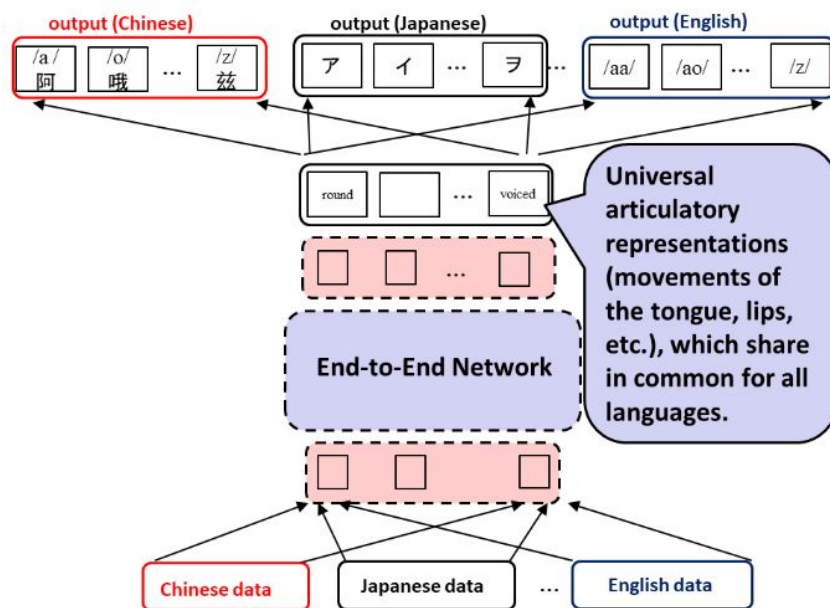 output (Chinese)
output (Japanese)
output (English)
/a /
阿
/o/
哦
...
/z/
兹
ア
イ
...
ヲ
...
/aa/
/ao/
...
/z/
round
...
voiced
Universal
articulatory
representations
(movements of
the tongue, lips,
etc.), which share
in common for all
languages.
...
End-to-End Network
Chinese data
Japanese data
...
English data